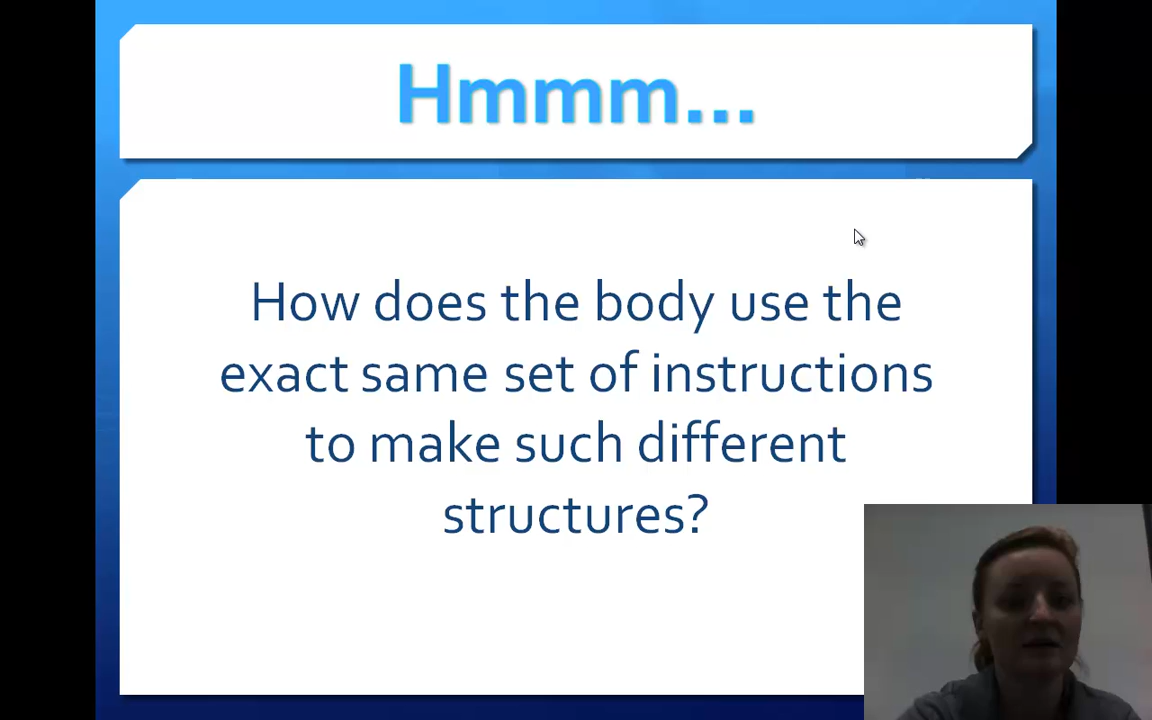 Hmmm...
How does the body use the
exact same set of instructions
to make such different
structures?